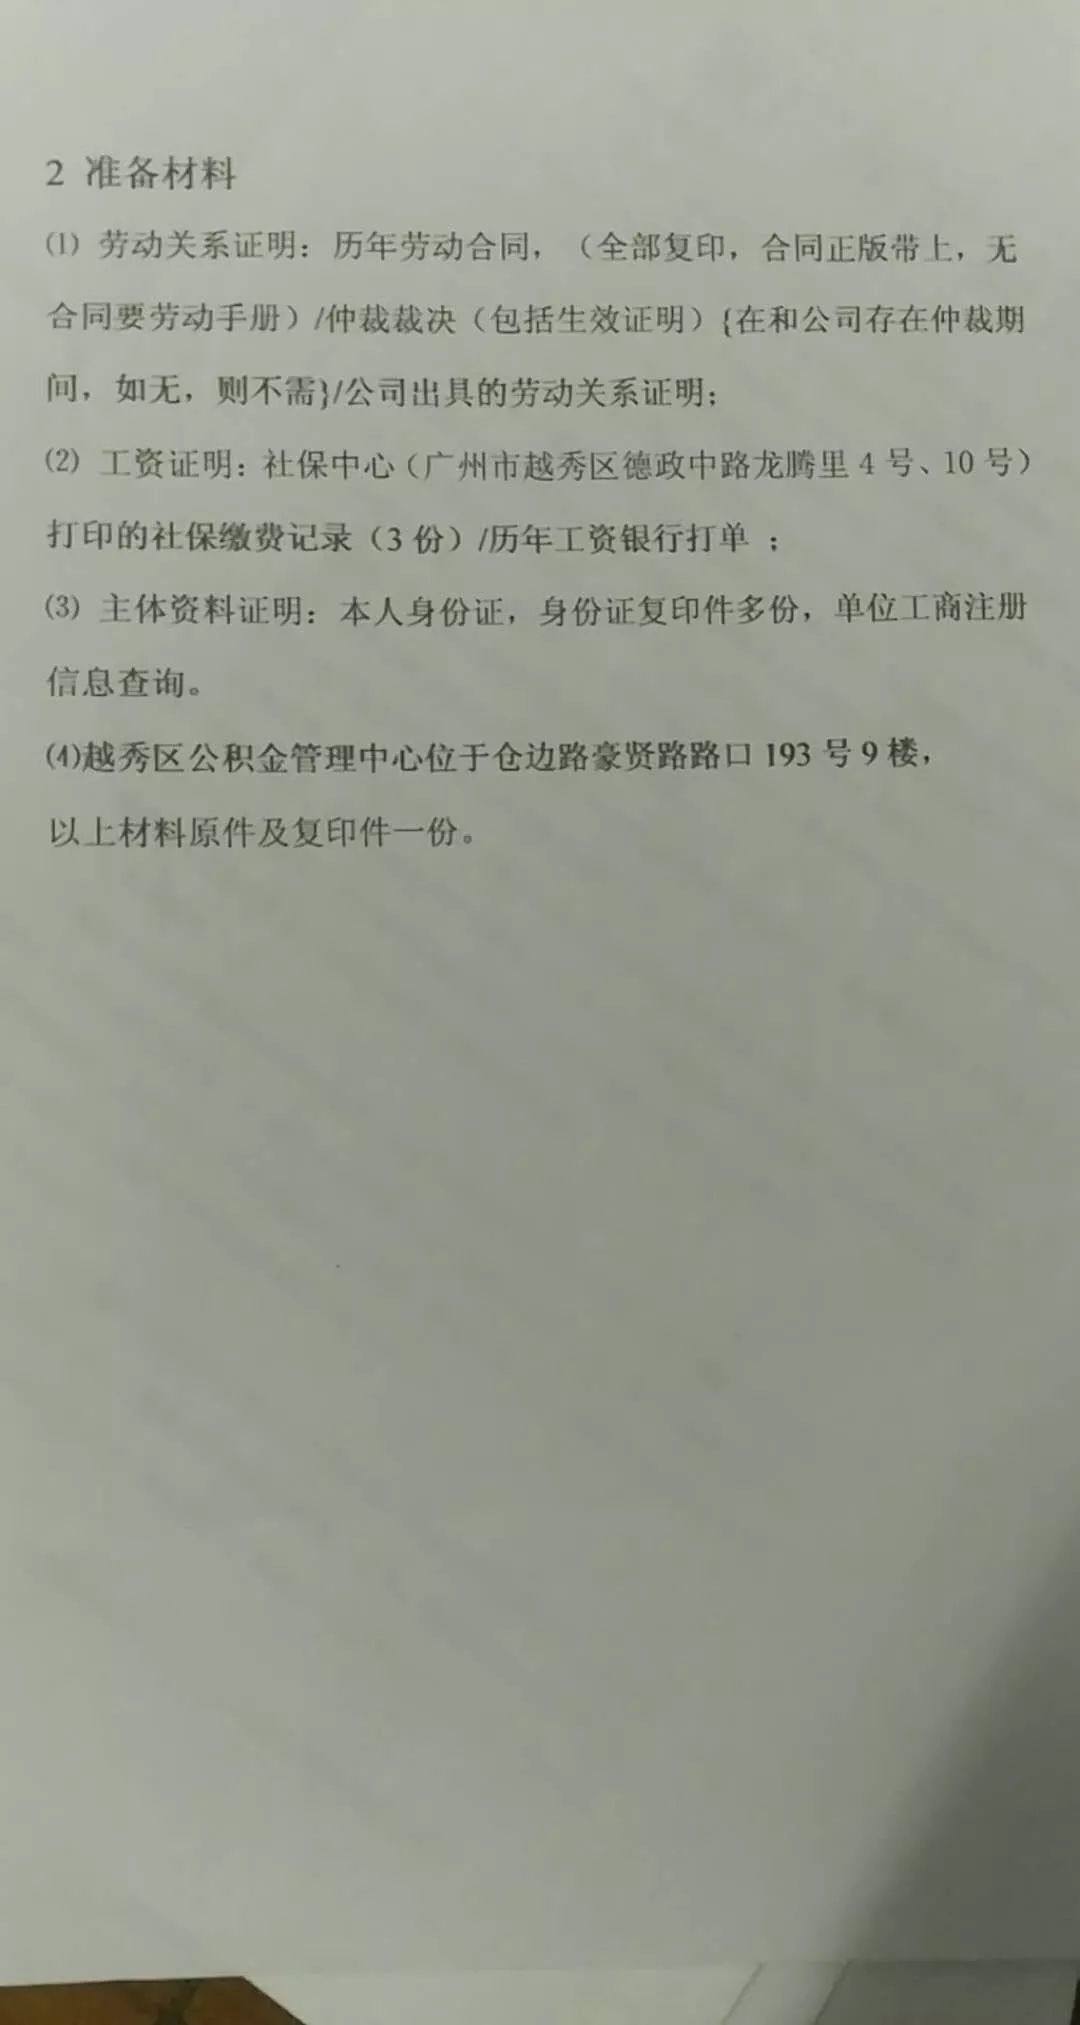 2 准备材料
⑴ 劳动关系证明：历年劳动合同，（全部复印，合同正版带上，无
合同要劳动手册）/仲裁裁决（包括生效证明）{在和公司存在仲裁期
间，如无，则不需}/公司出具的劳动关系证明；
⑵ 工资证明：社保中心（广州市越秀区德政中路龙腾里 4 号、10 号）
打印的社保缴费记录（3 份）/历年工资银行打单 ；
⑶ 主体资料证明：本人身份证，身份证复印件多份，单位工商注册
信息查询。
⑷越秀区公积金管理中心位于仓边路豪贤路路口 193 号 9 楼，
以上材料原件及复印件一份。